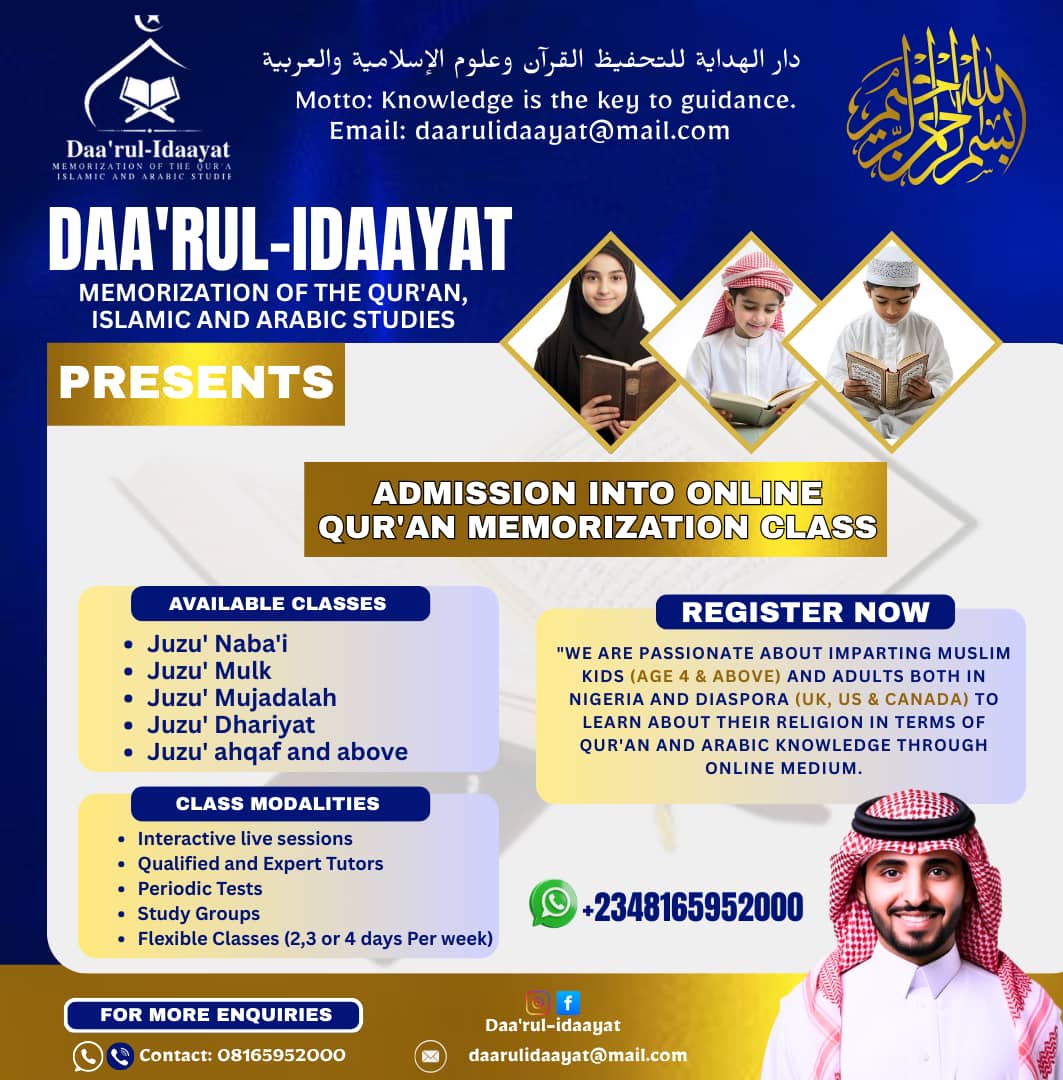 دار الهداية للتحفيظ القرآن وعلوم الإسلامية والعربية
Motto: Knowledge is the key to guidance.
Email: daarulidaayat@mail.com
بسم الله الرحمن الرحيم
Daa'rul-Idaayat
MEMORIZATION OF THE QUR'A
ISLAMIC AND ARABIC STUDIE
DAA'RUL-IDAAYAT
MEMORIZATION OF THE QUR'AN,
ISLAMIC AND ARABIC STUDIES
PRESENTS
ADMISSION INTO ONLINE
QUR'AN MEMORIZATION CLASS
AVAILABLE CLASSES
• Juzu' Naba'i
• Juzu' Mulk
• Juzu' Mujadalah
• Juzu' Dhariyat
• Juzu' ahqaf and above
CLASS MODALITIES
• Interactive live sessions
• Qualified and Expert Tutors
• Periodic Tests
• Study Groups
• Flexible Classes (2,3 or 4 days Per week)
REGISTER NOW
"WE ARE PASSIONATE ABOUT IMPARTING MUSLIM
KIDS (AGE 4 & ABOVE) AND ADULTS BOTH IN
NIGERIA AND DIASPORA (UK, US & CANADA) TO
LEARN ABOUT THEIR RELIGION IN TERMS OF
QUR'AN AND ARABIC KNOWLEDGE THROUGH
ONLINE MEDIUM.
+2348165952000
FOR MORE ENQUIRIES
Contact: 08165952000
Daa'rul-idaayat
daarulidaayat@mail.com